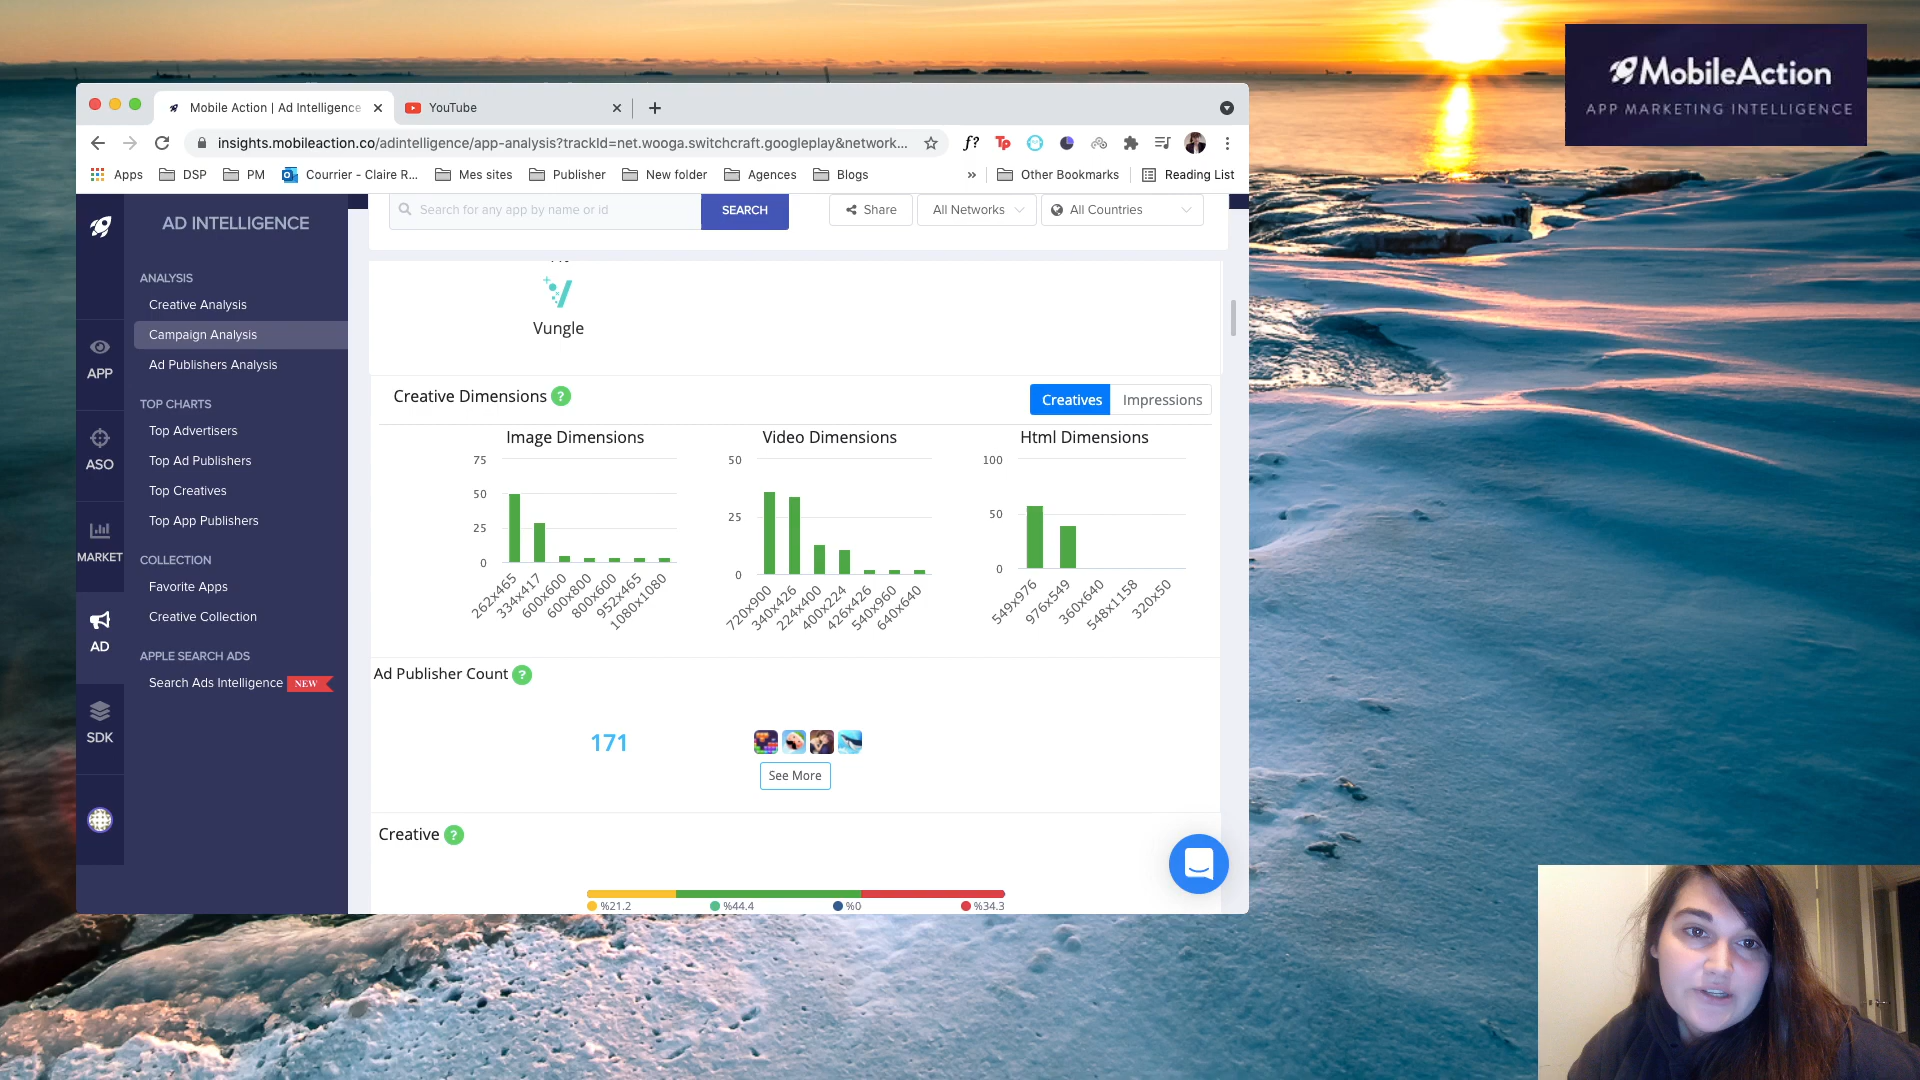 MobileAction
APP MARKETING INTELLIGENCE
Mobile Action | Ad Intelligence
YouTube
insights.mobileaction.co/adintelligence/app-analysis?trackId=net.wooga.switchcraft.googleplay&network...
f?
Tp
Apps
DSP
PM
Courrier - Claire R...
Mes sites
Publisher
New folder
Agences
Blogs
»
Other Bookmarks
Reading List
AD INTELLIGENCE
ANALYSIS
Creative Analysis
Campaign Analysis
Ad Publishers Analysis
TOP CHARTS
Top Advertisers
Top Ad Publishers
Top Creatives
Top App Publishers
COLLECTION
Favorite Apps
Creative Collection
APPLE SEARCH ADS
Search Ads Intelligence NEW
APP
ASO
MARKET
AD
SDK
Search for any app by name or id
SEARCH
Share
All Networks
All Countries
Vungle
Creative Dimensions ?
Creatives
Impressions
Image Dimensions
75
50
25
0
262x465
334x417
600x600
600x800
800x600
952x465
1080x1080
Video Dimensions
50
25
0
720x900
340x426
224x400
400x224
426x426
540x960
640x640
Html Dimensions
100
50
0
549x976
976x549
360x640
548x1158
320x50
Ad Publisher Count ?
171
See More
Creative ?
%21.2
%44.4
%0
%34.3